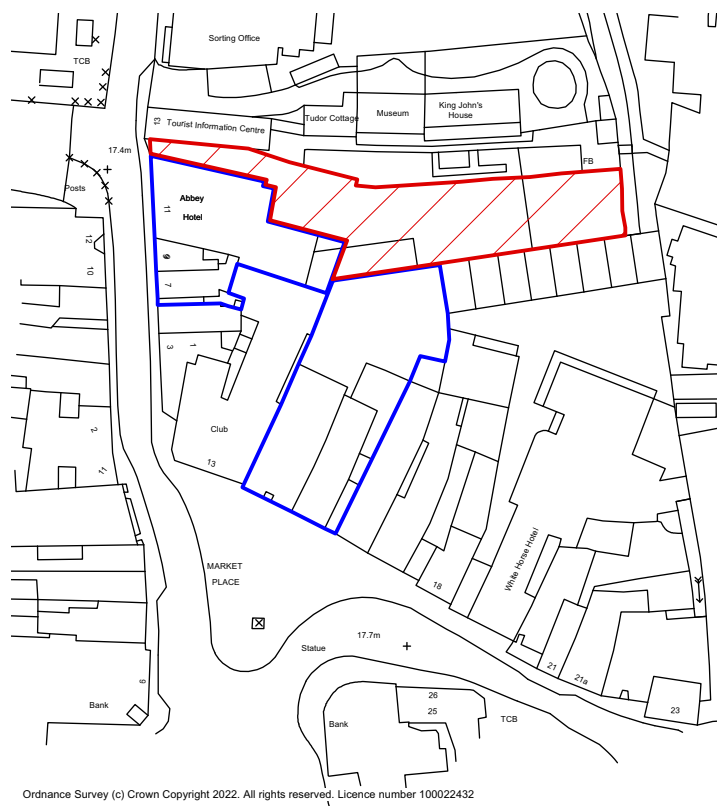 Sorting Office
TCB
13
Tourist Information Centre
Tudor Cottage
Museum
King John's
House
17.4m
FB
Posts
Abbey
Hotel
11
12
10
9
7
3
1
2
11
Club
13
MARKET
PLACE
18
White Horse Hotel
Statue
17.7m
21
21a
23
9
Bank
Bank
26
25
TCB
Ordnance Survey (c) Crown Copyright 2022. All rights reserved. Licence number 100022432